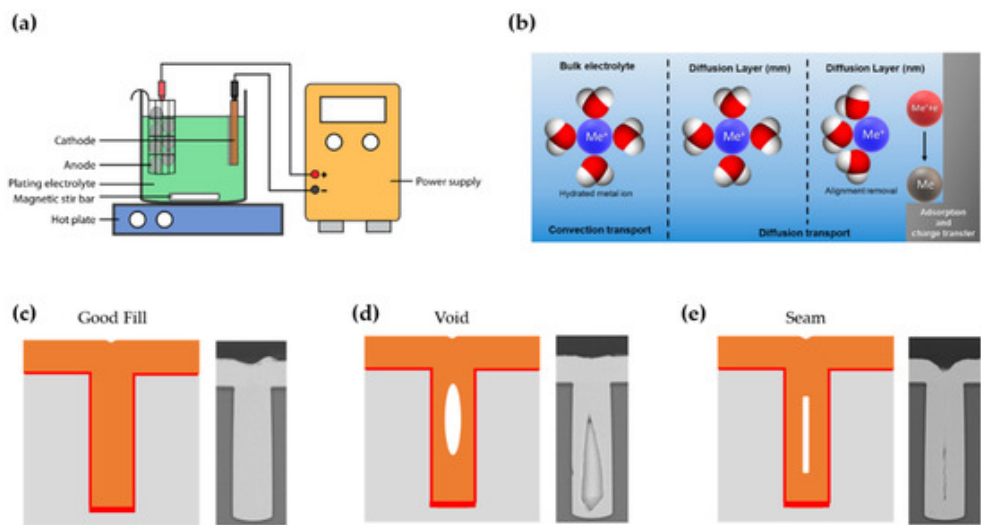 (a)
Cathode
Anode
Plating electrolyte
Magnetic stir bar
Hot plate
+
−
Power supply
(b)
Bulk electrolyte
Diffusion Layer (mm)
Diffusion Layer (nm)
Me⁺
Me⁺
Me⁺
Me⁺+e⁻
Me
Hydrated metal ion
Alignment removal
Adsorption
and
charge transfer
Convection transport
Diffusion transport
(c)
Good Fill
(d)
Void
(e)
Seam